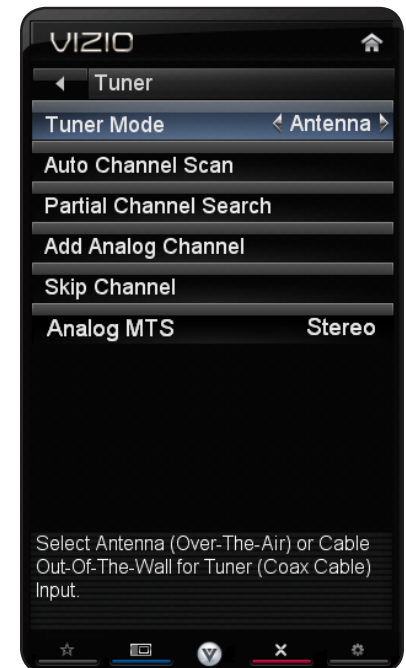 VIZIO
Tuner
Tuner Mode Antenna
Auto Channel Scan
Partial Channel Search
Add Analog Channel
Skip Channel
Analog MTS Stereo
Select Antenna (Over-The-Air) or Cable
Out-Of-The-Wall for Tuner (Coax Cable)
Input.
V